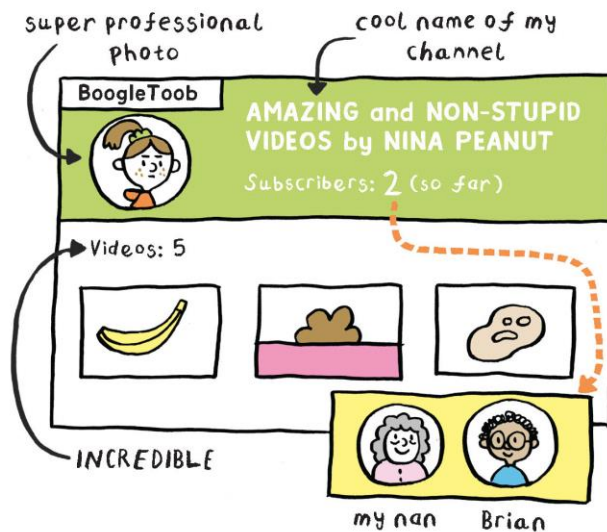 super professional
photo
cool name of my
channel
BoogleToob
AMAZING and NON-STUPID
VIDEOS by NINA PEANUT
Subscribers: 2 (so far)
Videos: 5
INCREDIBLE
my nan
Brian